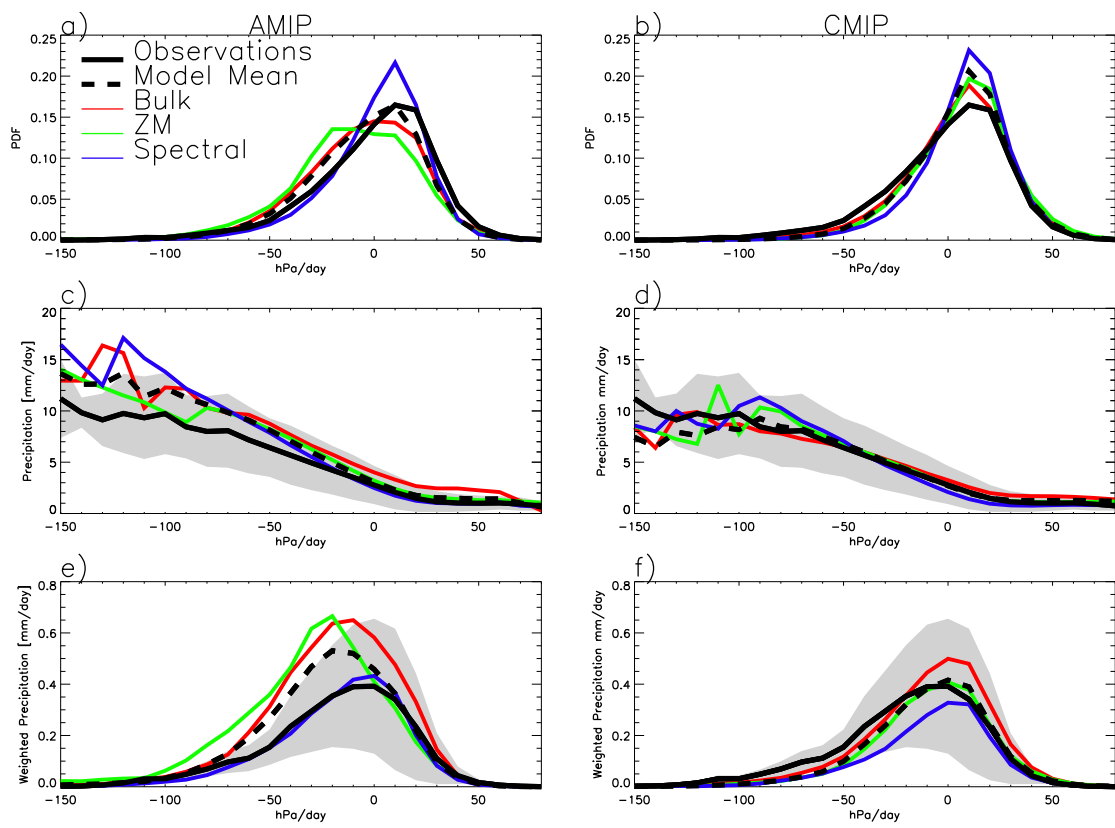 a) AMIP
b) CMIP
0.25
0.20
0.15
0.10
0.05
0.00
PDF
Observations
Model Mean
Bulk
ZM
Spectral
-150 -100 -50 0 50
hPa/day
0.25
0.20
0.15
0.10
0.05
0.00
PDF
-150 -100 -50 0 50
hPa/day
c)
20
15
10
5
0
Precipitation [mm/day]
-150 -100 -50 0 50
hPa/day
d)
20
15
10
5
0
Precipitation mm/day
-150 -100 -50 0 50
hPa/day
e)
0.8
0.6
0.4
0.2
0.0
Weighted Precipitation [mm/day]
-150 -100 -50 0 50
hPa/day
f)
0.8
0.6
0.4
0.2
0.0
Weighted Precipitation mm/day
-150 -100 -50 0 50
hPa/day